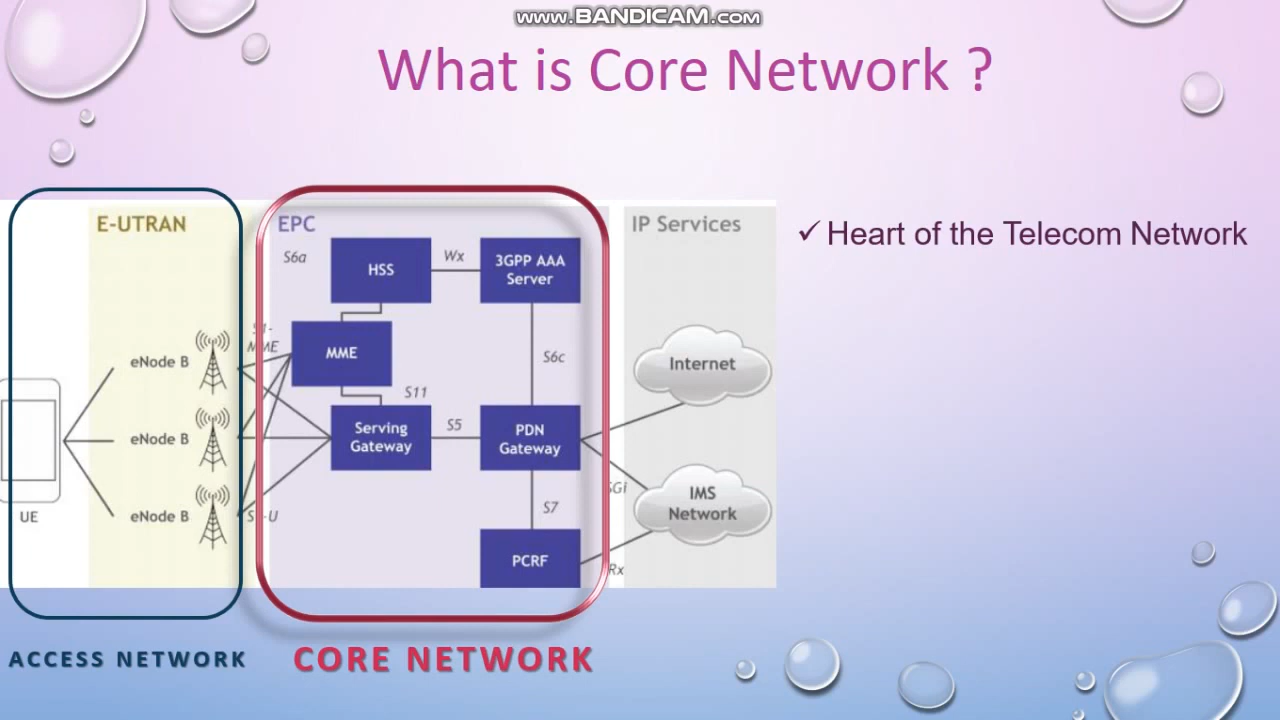 www.BANDICAM.com
What is Core Network ?
E-UTRAN
EPC
IP Services
✓ Heart of the Telecom Network
S6a
HSS
Wx
3GPP AAA
Server
S1-
MME
MME
eNode B
S6c
Internet
S11
eNode B
Serving
Gateway
S5
PDN
Gateway
SGi
IMS
Network
UE
eNode B
S1-U
S7
PCRF
Rx
ACCESS NETWORK
CORE NETWORK